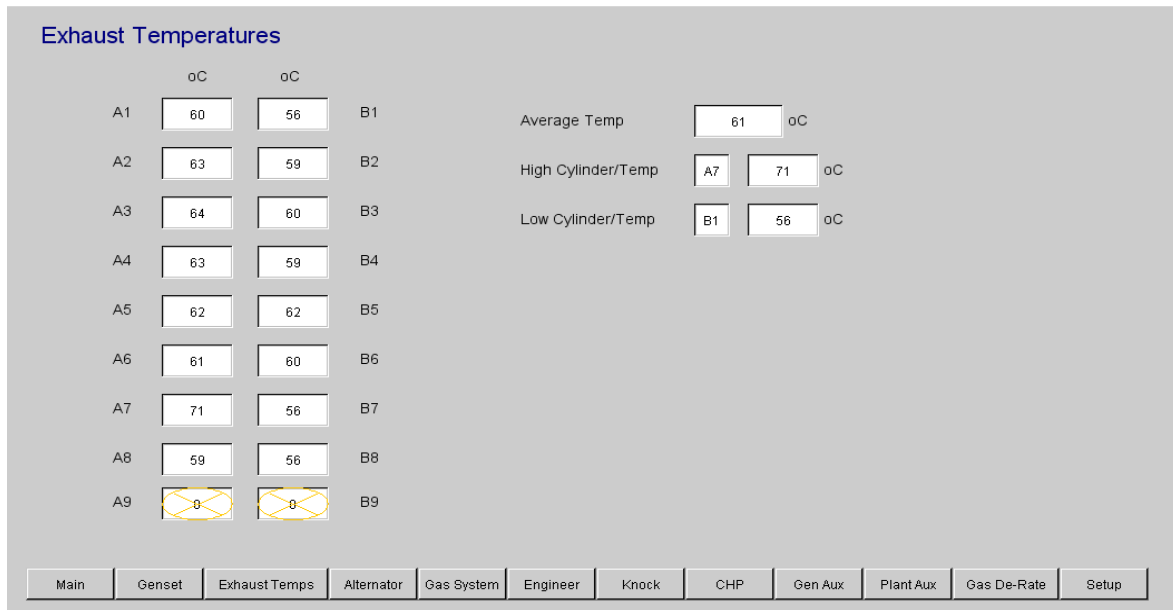 Exhaust Temperatures
oC oC
A1 60 56 B1
Average Temp 61 oC
A2 63 59 B2
High Cylinder/Temp A7 71 oC
A3 64 60 B3
Low Cylinder/Temp B1 56 oC
A4 63 59 B4
A5 62 62 B5
A6 61 60 B6
A7 71 56 B7
A8 59 56 B8
A9 0 0 B9
Main Genset Exhaust Temps Alternator Gas System Engineer Knock CHP Gen Aux Plant Aux Gas De-Rate Setup